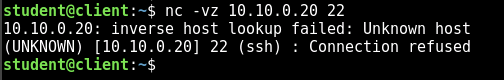 student@client:~$ nc -vz 10.10.0.20 22
10.10.0.20: inverse host lookup failed: Unknown host
(UNKNOWN) [10.10.0.20] 22 (ssh) : Connection refused
student@client:~$